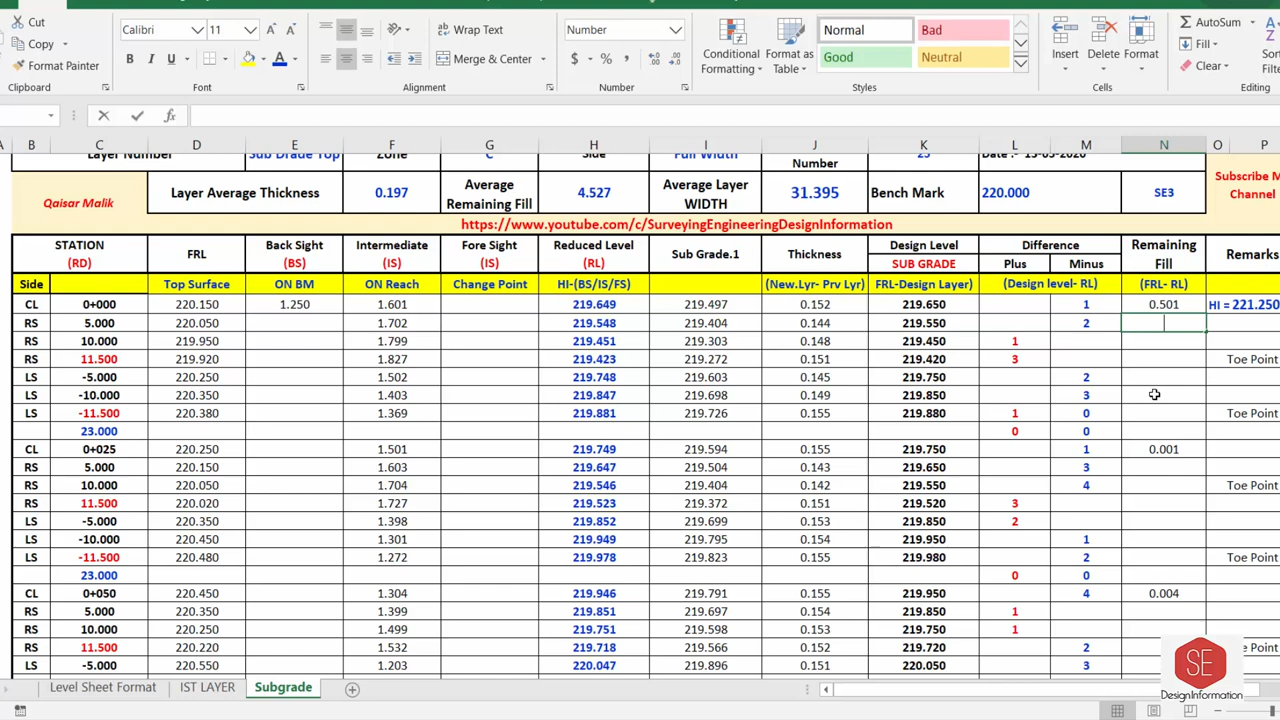 Cut
Copy
Format Painter
Clipboard
Calibri 11
B I U
Font
Wrap Text
Merge & Center
Alignment
Number
$ % ,
Number
Conditional Formatting
Format as Table
Normal Bad
Good Neutral
Styles
Insert Delete Format
Cells
AutoSum
Fill
Clear
Editing
B C D E F G H I J K L M N O P
Layer Number Sub Drade Top Zone C Side Full Width Number 25 Date :- 13-03-2020
Qaisar Malik Layer Average Thickness 0.197 Average Remaining Fill 4.527 Average Layer WIDTH 31.395 Bench Mark 220.000 SE3 Subscribe M Channel
https://www.youtube.com/c/SurveyingEngineeringDesignInformation
STATION (RD) FRL Back Sight (BS) Intermediate (IS) Fore Sight (IS) Reduced Level (RL) Sub Grade.1 Thickness Design Level SUB GRADE Difference Plus Minus Remaining Fill Remarks
Side Top Surface ON BM ON Reach Change Point HI-(BS/IS/FS) (New.Lyr- Prv Lyr) FRL-Design Layer) (Design level- RL) (FRL- RL)
CL 0+000 220.150 1.250 1.601 219.649 219.497 0.152 219.650 1 0.501 HI = 221.250
RS 5.000 220.050 1.702 219.548 219.404 0.144 219.550 2
RS 10.000 219.950 1.799 219.451 219.303 0.148 219.450 1
RS 11.500 219.920 1.827 219.423 219.272 0.151 219.420 3 Toe Point
LS -5.000 220.250 1.502 219.748 219.603 0.145 219.750 2
LS -10.000 220.350 1.403 219.847 219.698 0.149 219.850 3
LS -11.500 220.380 1.369 219.881 219.726 0.155 219.880 1 0 Toe Point
23.000 0 0
CL 0+025 220.250 1.501 219.749 219.594 0.155 219.750 1 0.001
RS 5.000 220.150 1.603 219.647 219.504 0.143 219.650 3
RS 10.000 220.050 1.704 219.546 219.504 0.142 219.550 4 Toe Point
RS 11.500 220.020 1.727 219.523 219.372 0.151 219.520 3
LS -5.000 220.350 1.398 219.852 219.699 0.153 219.850 2
LS -10.000 220.450 1.301 219.949 219.795 0.154 219.950 1
LS -11.500 220.480 1.272 219.978 219.823 0.155 219.980 2 Toe Point
23.000 0 0
CL 0+050 220.450 1.304 219.946 219.791 0.155 219.950 4 0.004
RS 5.000 220.350 1.399 219.851 219.697 0.154 219.850 1
RS 10.000 220.250 1.499 219.751 219.598 0.153 219.750 1
RS 11.500 220.220 1.532 219.718 219.566 0.152 219.720 2 Toe Point
LS -5.000 220.550 1.203 220.047 219.896 0.151 220.050 3
Level Sheet Format IST LAYER Subgrade
SE
DesignInformation